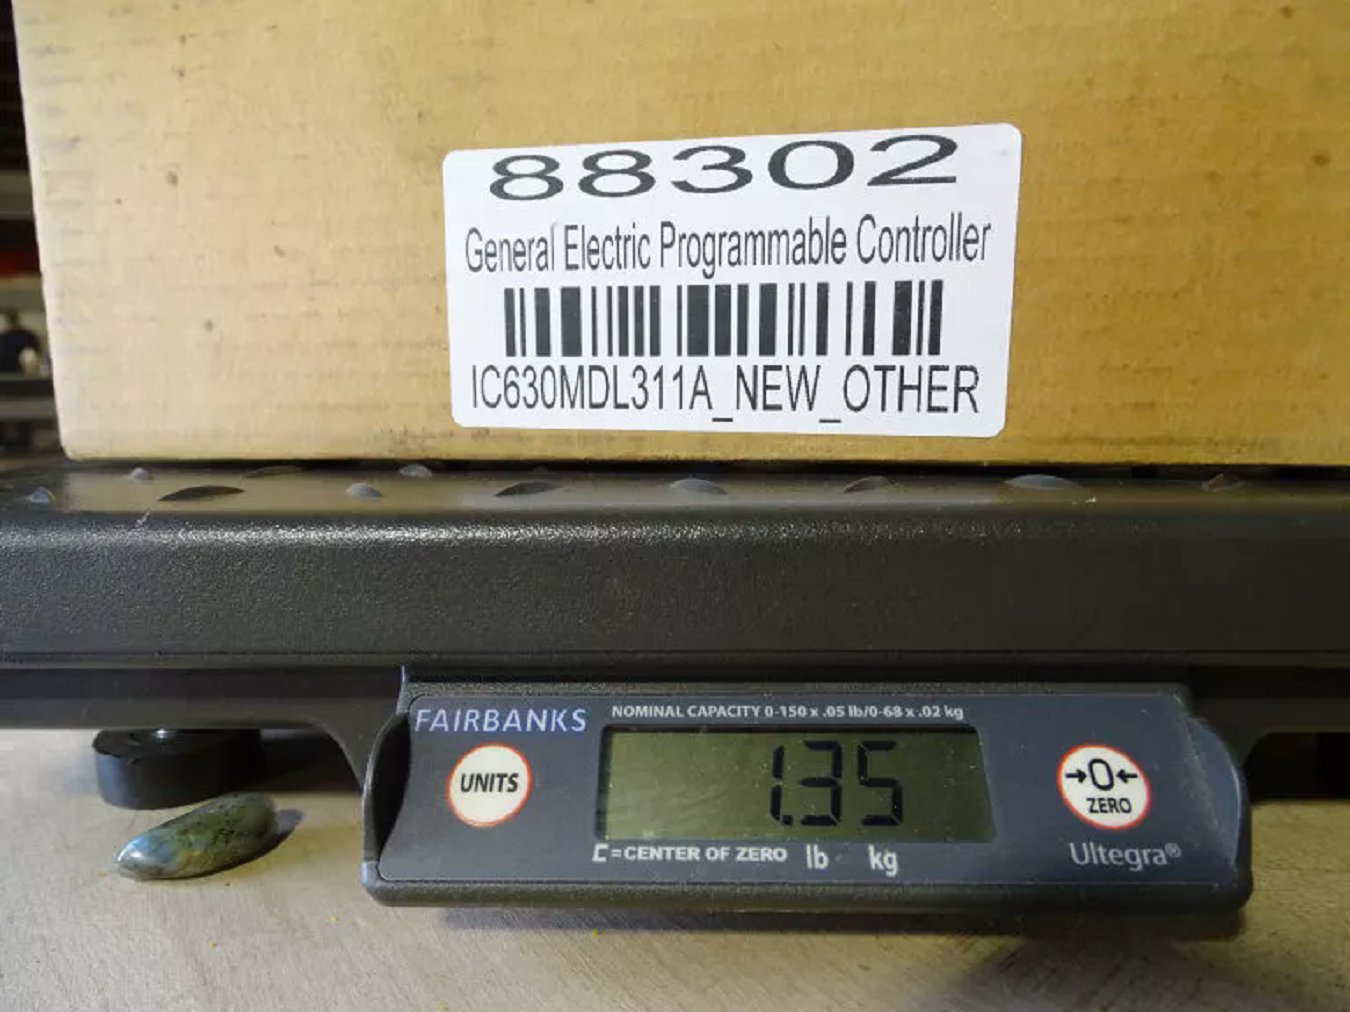 88302
General Electric Programmable Controller
IC630MDL311A_NEW_OTHER
FAIRBANKS
NOMINAL CAPACITY 0-150 x .05 lb/0-68 x .02 kg
UNITS
1.35
→0←
ZERO
C=CENTER OF ZERO lb kg
Ultegra®